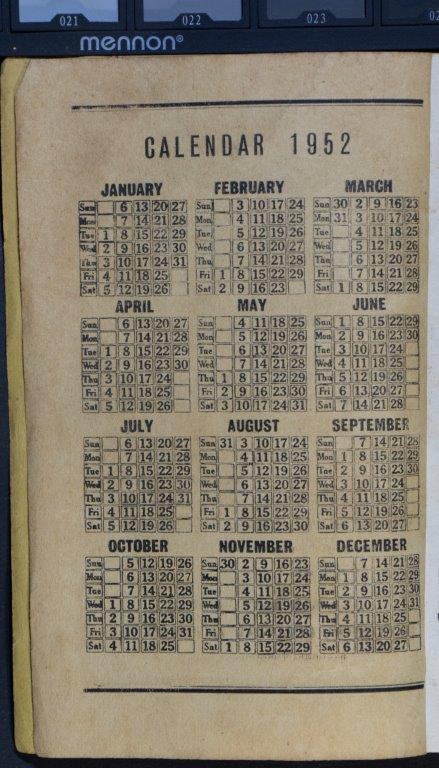 021 022 023
mennon®
CALENDAR 1952
JANUARY FEBRUARY MARCH
Sun 6 13 20 27 Sun 3 10 17 24 Sun 30 2 9 16 23
Mon 7 14 21 28 Mon 4 11 18 25 Mon 31 3 10 17 24
Tue 1 8 15 22 29 Tue 5 12 19 26 Tue 4 11 18 25
Wed 2 9 16 23 30 Wed 6 13 20 27 Wed 5 12 19 26
Thu 3 10 17 24 31 Thu 7 14 21 28 Thu 6 13 20 27
Fri 4 11 18 25 Fri 1 8 15 22 29 Fri 7 14 21 28
Sat 5 12 19 26 Sat 2 9 16 23 Sat 1 8 15 22 29
APRIL MAY JUNE
Sun 6 13 20 27 Sun 4 11 18 25 Sun 1 8 15 22 29
Mon 7 14 21 28 Mon 5 12 19 26 Mon 2 9 16 23 30
Tue 1 8 15 22 29 Tue 6 13 20 27 Tue 3 10 17 24
Wed 2 9 16 23 30 Wed 7 14 21 28 Wed 4 11 18 25
Thu 3 10 17 24 Thu 1 8 15 22 29 Thu 5 12 19 26
Fri 4 11 18 25 Fri 2 9 16 23 30 Fri 6 13 20 27
Sat 5 12 19 26 Sat 3 10 17 24 31 Sat 7 14 21 28
JULY AUGUST SEPTEMBER
Sun 6 13 20 27 Sun 31 3 10 17 24 Sun 7 14 21 28
Mon 7 14 21 28 Mon 4 11 18 25 Mon 1 8 15 22 29
Tue 1 8 15 22 29 Tue 5 12 19 26 Tue 2 9 16 23 30
Wed 2 9 16 23 30 Wed 6 13 20 27 Wed 3 10 17 24
Thu 3 10 17 24 31 Thu 7 14 21 28 Thu 4 11 18 25
Fri 4 11 18 25 Fri 1 8 15 22 29 Fri 5 12 19 26
Sat 5 12 19 26 Sat 2 9 16 23 30 Sat 6 13 20 27
OCTOBER NOVEMBER DECEMBER
Sun 5 12 19 26 Sun 30 2 9 16 23 Sun 7 14 21 28
Mon 6 13 20 27 Mon 3 10 17 24 Mon 1 8 15 22 29
Tue 7 14 21 28 Tue 4 11 18 25 Tue 2 9 16 23 30
Wed 1 8 15 22 29 Wed 5 12 19 26 Wed 3 10 17 24 31
Thu 2 9 16 23 30 Thu 6 13 20 27 Thu 4 11 18 25
Fri 3 10 17 24 31 Fri 7 14 21 28 Fri 5 12 19 26
Sat 4 11 18 25 Sat 1 8 15 22 29 Sat 6 13 20 27